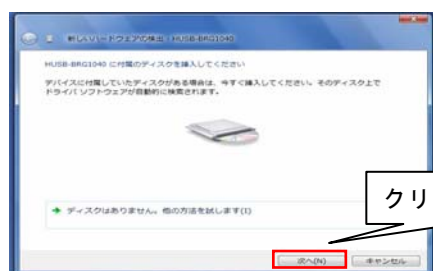 新しいハードウェアの検出 - HUSB-BRG1040
HUSB-BRG1040 に付属のディスクを挿入してください
デバイスに付属していたディスクがある場合は、今すぐ挿入してください。そのディスク上で
ドライバ ソフトウェアが自動的に検索されます。
クリ
ディスクはありません。他の方法を試します(I)
次へ(N)
キャンセル